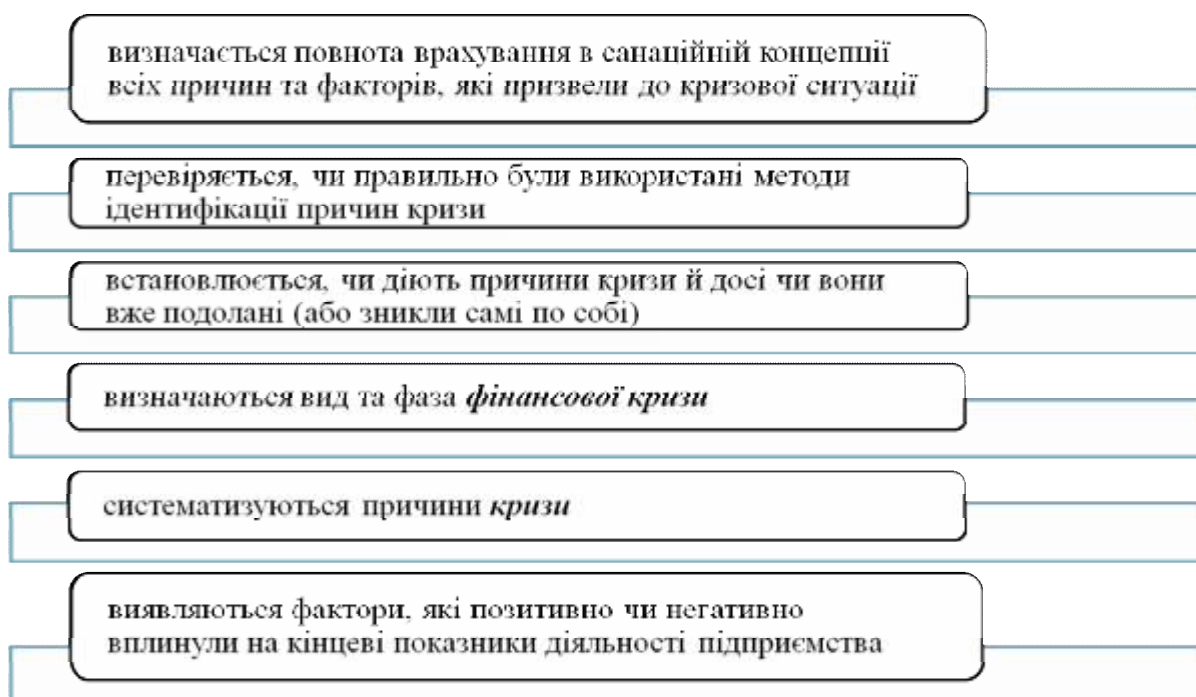 визначається повнота врахування в санаційній концепції
всіх причин та факторів, які призвели до кризової ситуації
перевіряється, чи правильно були використані методи
ідентифікації причин кризи
встановлюється, чи діють причини кризи й досі чи вони
вже подолані (або зникли самі по собі)
визначаються вид та фаза фінансової кризи
систематизуються причини кризи
виявляються фактори, які позитивно чи негативно
вплинули на кінцеві показники діяльності підприємства